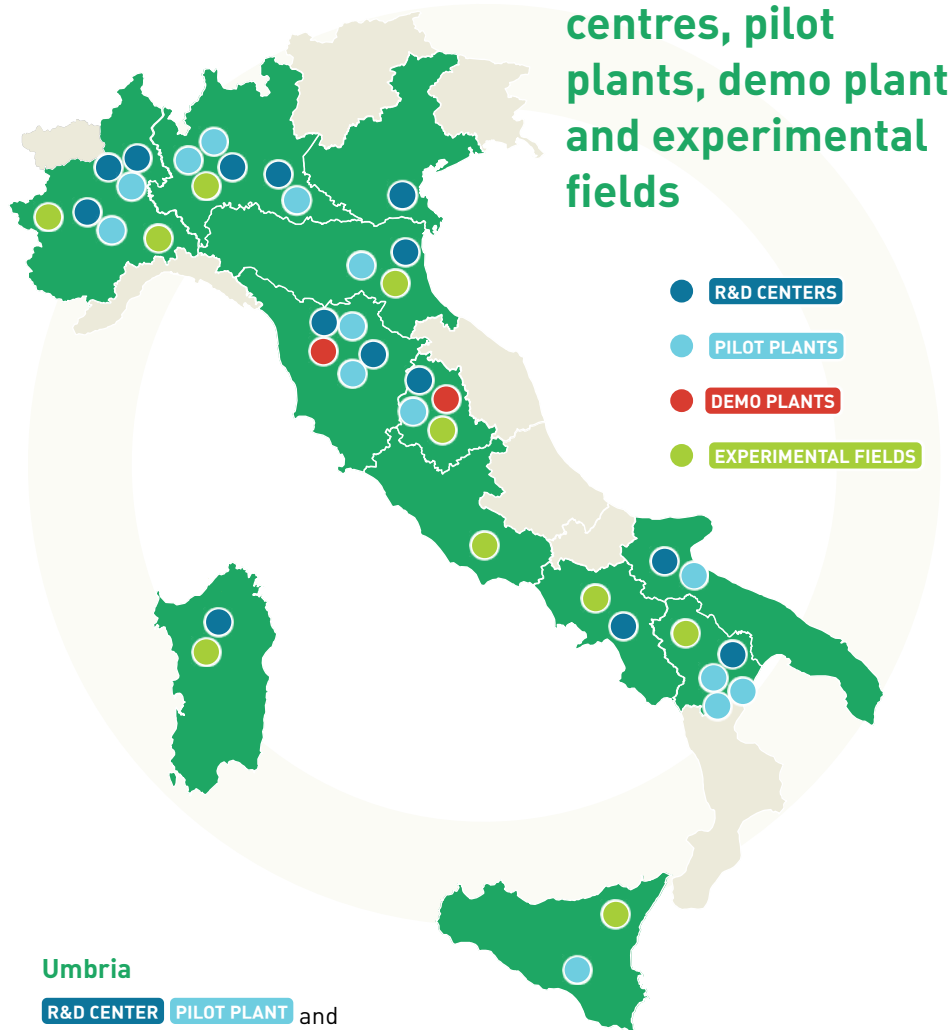 centres, pilot
plants, demo plant
and experimental
fields
R&D CENTERS
PILOT PLANTS
DEMO PLANTS
EXPERIMENTAL FIELDS
Umbria
R&D CENTER PILOT PLANT and